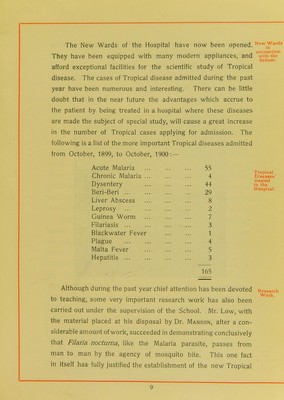 The New Wards of the Hospital have now been opened.
They have been equipped with many modern appliances, and
afford exceptional facilities for the scientific study of Tropical
disease. The cases of Tropical disease admitted during the past
year have been numerous and interesting. There can be little
doubt that in the near future the advantages which accrue to
the patient by being treated in a hospital where these diseases
are made the subject of special study, will cause a great increase
in the number of Tropical cases applying for admission. The
following is a list of the more important Tropical diseases admitted
from October, 1899, to October, 1900 :—
New Wards
in
connection
with the
School.
Acute Malaria ... ... ... 55
Chronic Malaria ... ... ... 4
Dysentery ... ... ... 44
Beri-Beri ... ... ... ... 29
Liver Abscess ... ... ... 8
Leprosy ... ... ... ... 2
Guinea Worm ... ... ... 7
Filariasis ... ... ... ... 3
Blackwater Fever ... ... 1
Plague ... ... ... ... 4
Malta Fever ... ... ... 5
Hepatitis ... ... ... ... 3
165
Tropical
Diseases
treated
in the
Hospital.
Although during the past year chief attention has been devoted
to teaching, some very important research work has also been
carried out under the supervision of the School. Mr. Low, with
the material placed at his disposal by Dr. Manson, after a con-
siderable amount of work, succeeded in demonstrating conclusively
that Filaria nocturna, like the Malaria parasite, passes from
man to man by the agency of mosquito bite. This one fact
in itself has fully justified the establishment of the new Tropical
Research
Work.
9